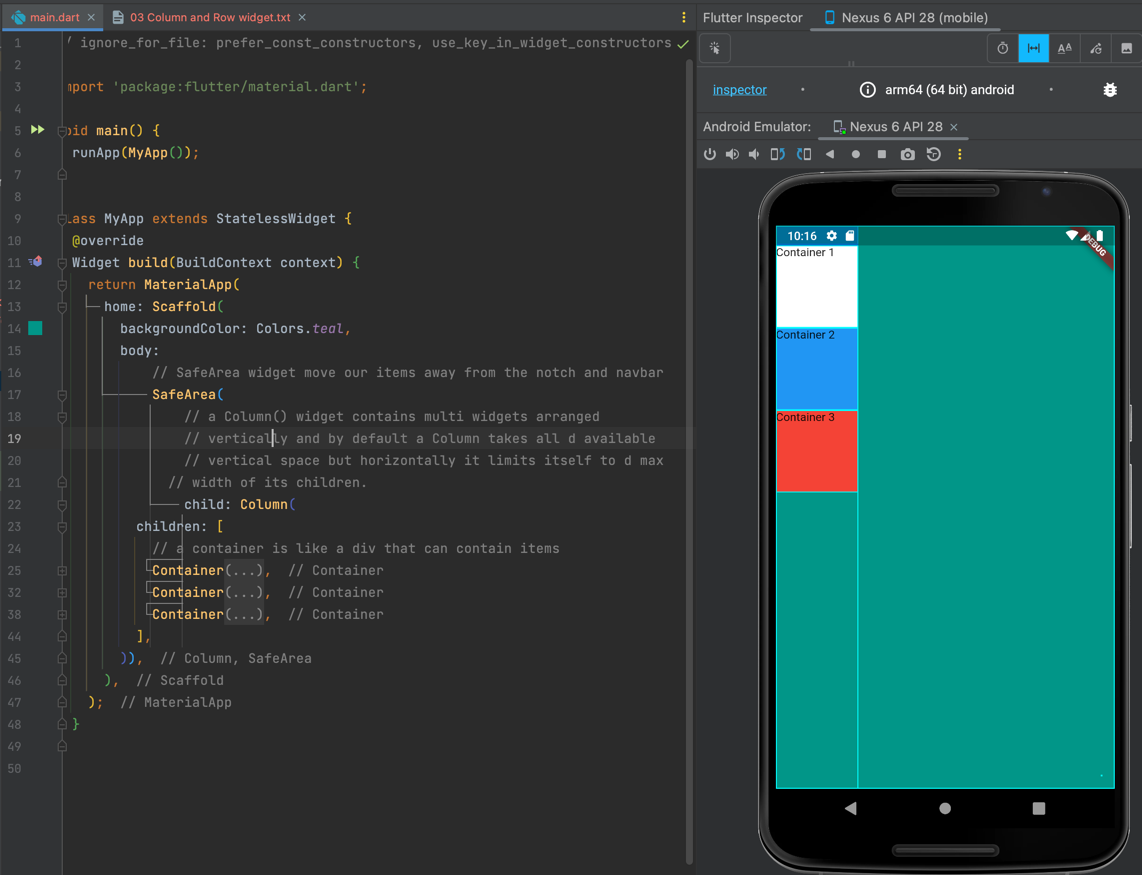 main.dart
03 Column and Row widget.txt
1 / ignore_for_file: prefer_const_constructors, use_key_in_widget_constructors
2
3 mport 'package:flutter/material.dart';
4
5 oid main() {
6 runApp(MyApp());
7
8
9 lass MyApp extends StatelessWidget {
10 @override
11 Widget build(BuildContext context) {
12 return MaterialApp(
13 home: Scaffold(
14 backgroundColor: Colors.teal,
15 body:
16 // SafeArea widget move our items away from the notch and navbar
17 SafeArea(
18 // a Column() widget contains multi widgets arranged
19 // vertically and by default a Column takes all d available
20 // vertical space but horizontally it limits itself to d max
21 // width of its children.
22 child: Column(
23 children: [
24 // a container is like a div that can contain items
25 Container(...), // Container
32 Container(...), // Container
38 Container(...), // Container
44 ],
45 )), // Column, SafeArea
46 ), // Scaffold
47 ); // MaterialApp
48 }
49
50
Flutter Inspector
Nexus 6 API 28 (mobile)
AA
inspector
arm64 (64 bit) android
Android Emulator:
Nexus 6 API 28
10:16
DEBUG
Container 1
Container 2
Container 3